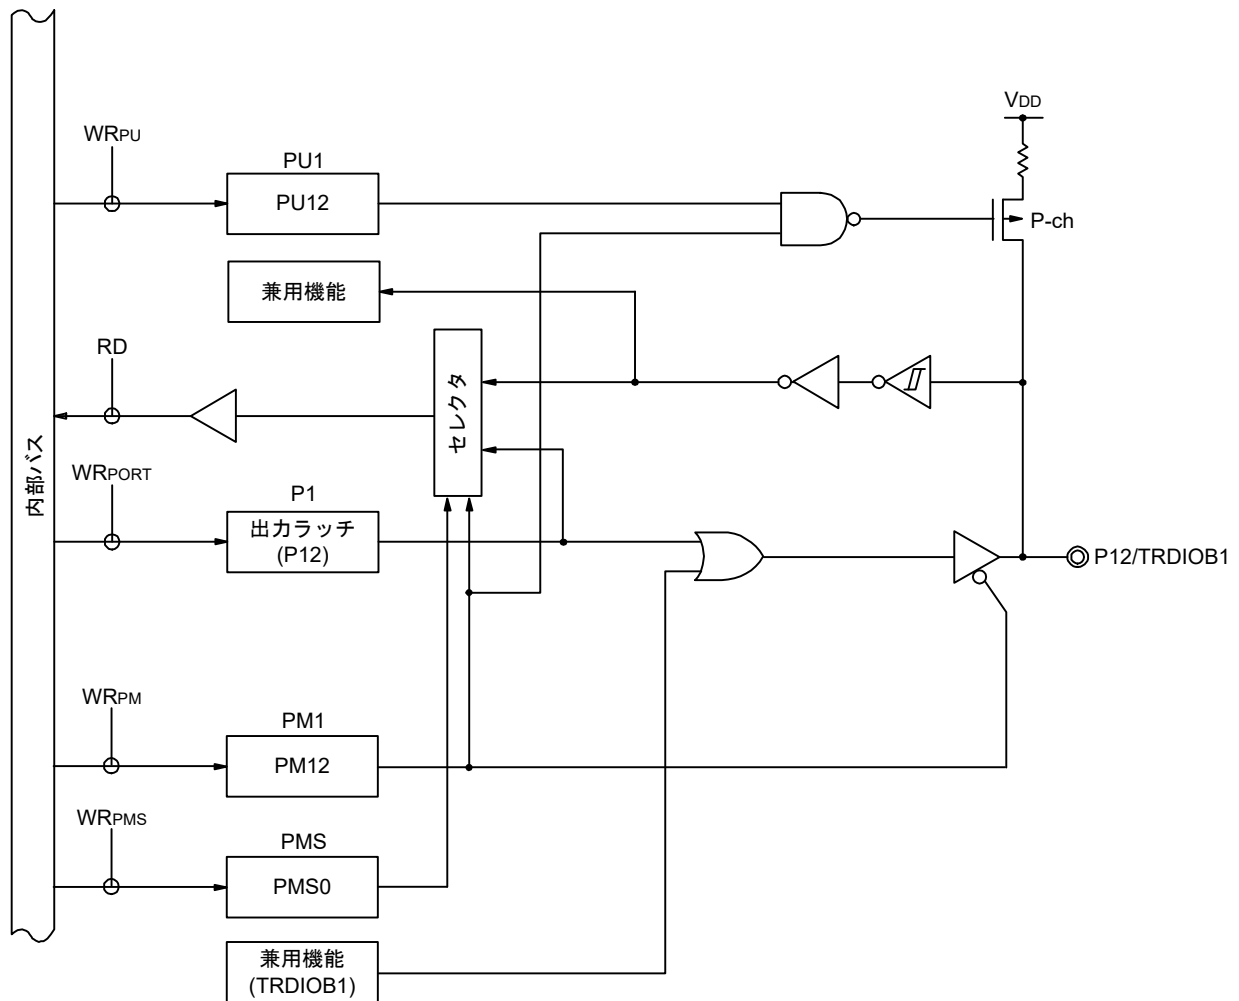 VDD
WRPU
PU1
PU12
P-ch
兼用機能
RD
セレクタ
内部バス
WRPORT
P1
出力ラッチ
(P12)
P12/TRDIOB1
WRPM
PM1
PM12
WRPMS
PMS
PMS0
兼用機能
(TRDIOB1)